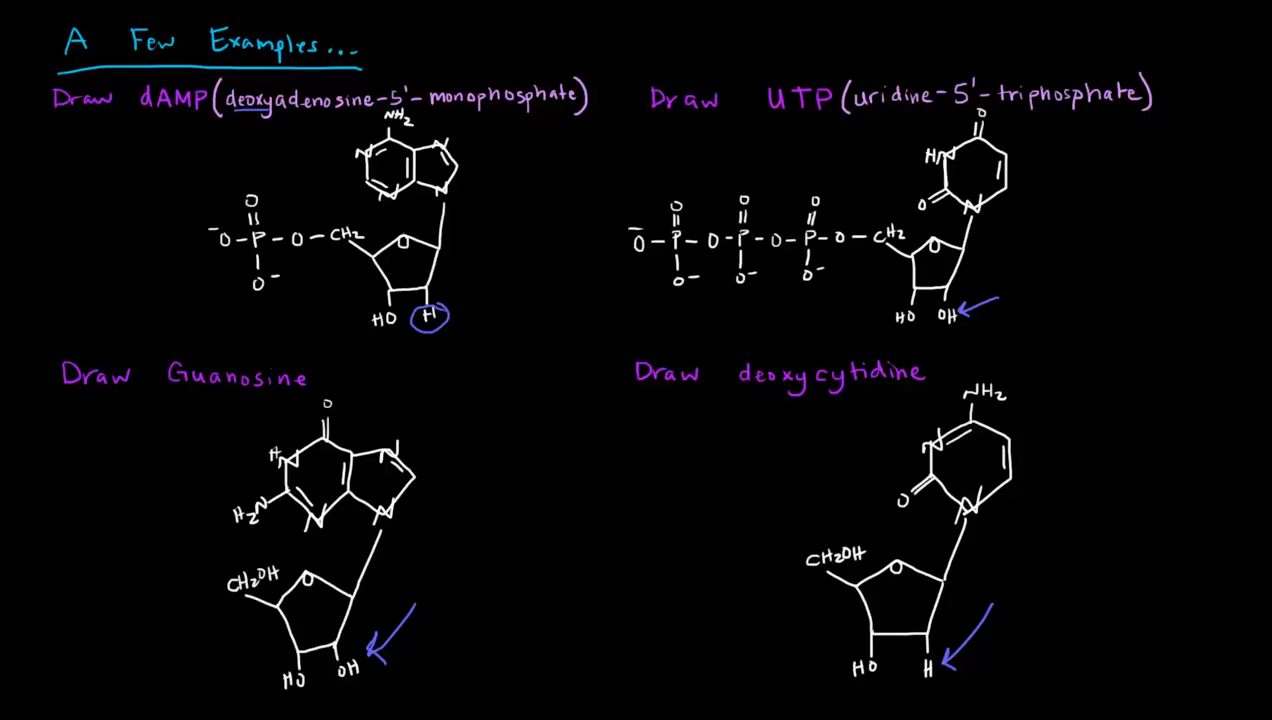 A Few Examples...
Draw dAMP (deoxyadenosine-5'-monophosphate)
NH2
N N
N N
O
-O-P-O-CH2 O
O-
HO H
Draw UTP (uridine-5'-triphosphate)
O
HN
O N
O O O
-O-P-O-P-O-P-O-CH2 O
O- O- O-
HO OH
Draw Guanosine
O
HN N
H2N N N
CH2OH O
HO OH
Draw deoxycytidine
NH2
N
O N
CH2OH O
HO H